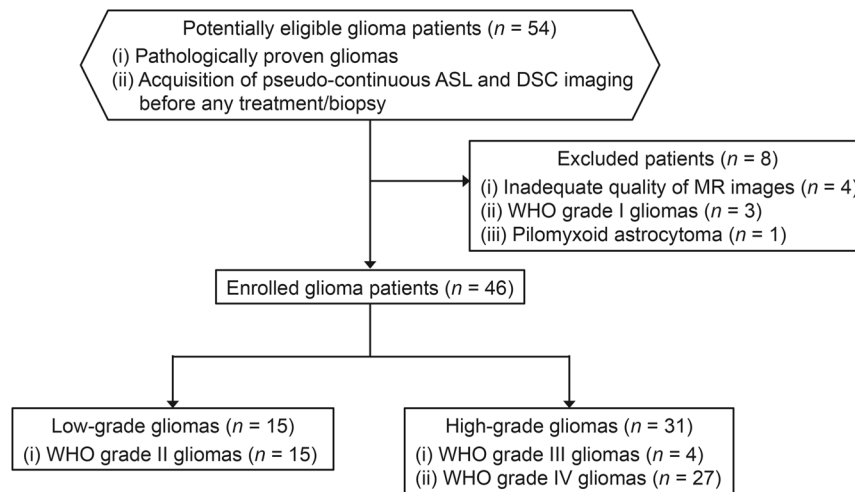 Potentially eligible glioma patients (n = 54)
(i) Pathologically proven gliomas
(ii) Acquisition of pseudo-continuous ASL and DSC imaging
before any treatment/biopsy
Excluded patients (n = 8)
(i) Inadequate quality of MR images (n = 4)
(ii) WHO grade I gliomas (n = 3)
(iii) Pilomyxoid astrocytoma (n = 1)
Enrolled glioma patients (n = 46)
Low-grade gliomas (n = 15)
(i) WHO grade II gliomas (n = 15)
High-grade gliomas (n = 31)
(i) WHO grade III gliomas (n = 4)
(ii) WHO grade IV gliomas (n = 27)